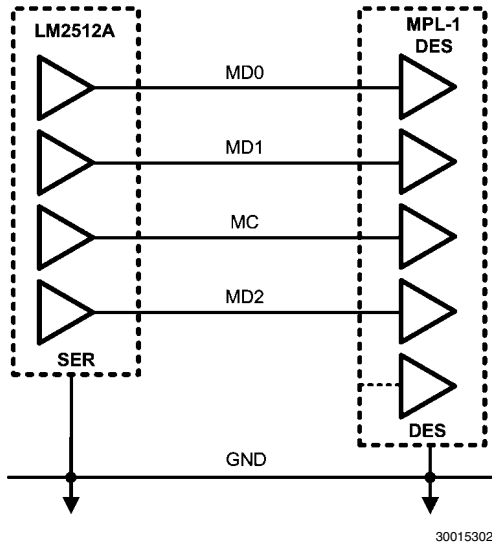 LM2512A
MPL-1
DES
MD0
MD1
MC
MD2
SER
DES
GND
30015302